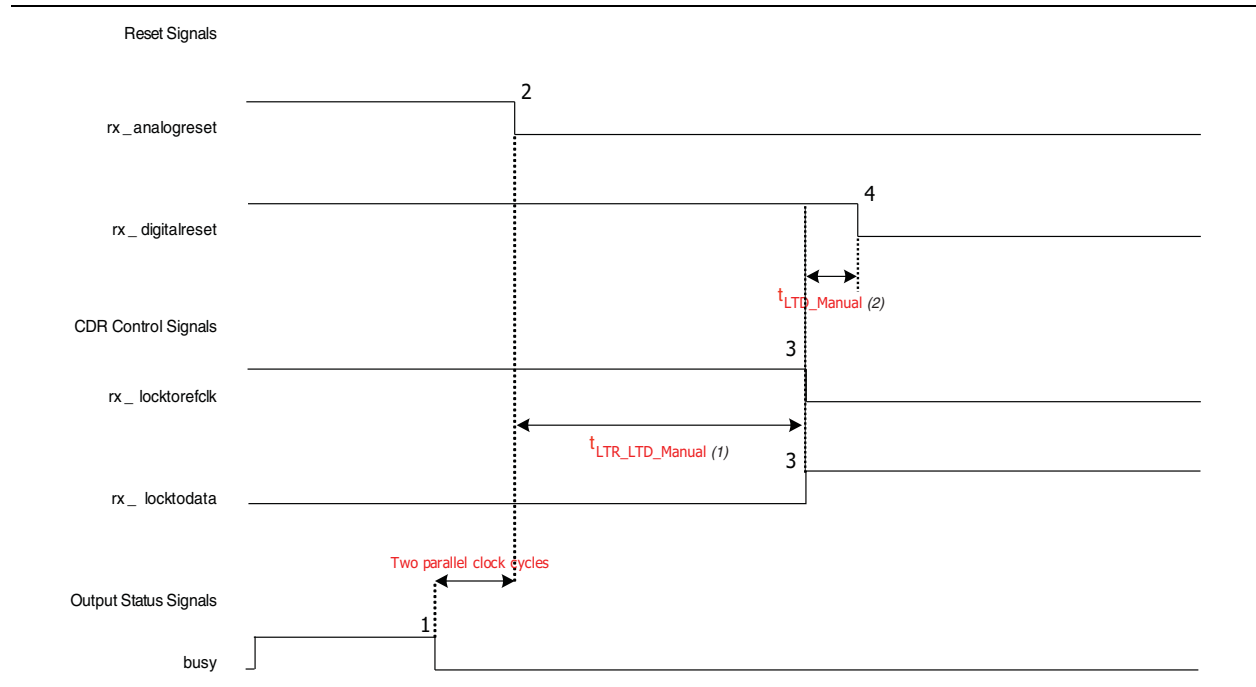 Reset Signals
2
rx _ analogreset
4
rx _ digitalreset
tLTD_Manual (2)
CDR Control Signals
3
rx _ locktorefclk
tLTR_LTD_Manual (1)
3
rx _ locktodata
Two parallel clock cycles
Output Status Signals
1
busy